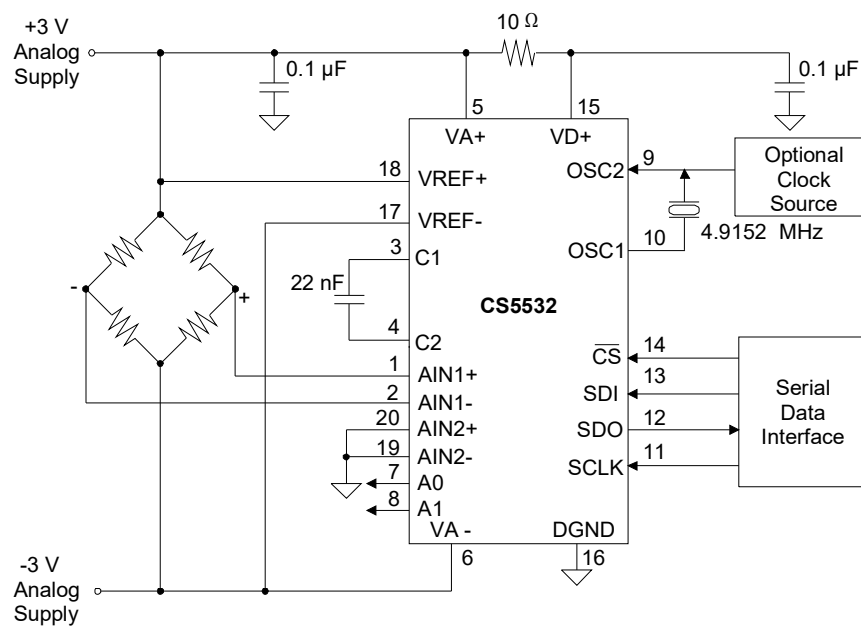 +3 V
Analog
Supply
10 Ω
0.1 µF
0.1 µF
5
15
VA+
VD+
18
VREF+
OSC2
9
Optional
Clock
Source
17
VREF-
3
C1
OSC1
10
4.9152 MHz
22 nF
CS5532
-
+
4
C2
1
AIN1+
CS
14
2
AIN1-
SDI
13
20
AIN2+
SDO
12
19
AIN2-
SCLK
11
Serial
Data
Interface
7
A0
8
A1
VA -
DGND
6
16
-3 V
Analog
Supply